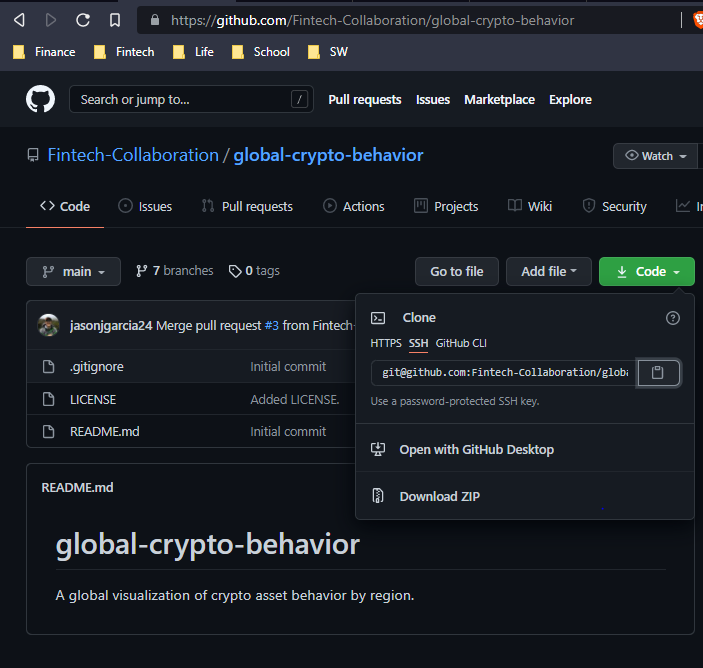 https://github.com/Fintech-Collaboration/global-crypto-behavior
Finance Fintech Life School SW
Search or jump to... / Pull requests Issues Marketplace Explore
Fintech-Collaboration / global-crypto-behavior Watch
Code Issues Pull requests Actions Projects Wiki Security
main 7 branches 0 tags Go to file Add file Code
jasonjgarcia24 Merge pull request #3 from Fintech-
.gitignore Initial commit
LICENSE Added LICENSE.
README.md Initial commit
Clone
HTTPS SSH GitHub CLI
git@github.com:Fintech-Collaboration/globa
Use a password-protected SSH key.
Open with GitHub Desktop
Download ZIP
README.md
global-crypto-behavior
A global visualization of crypto asset behavior by region.